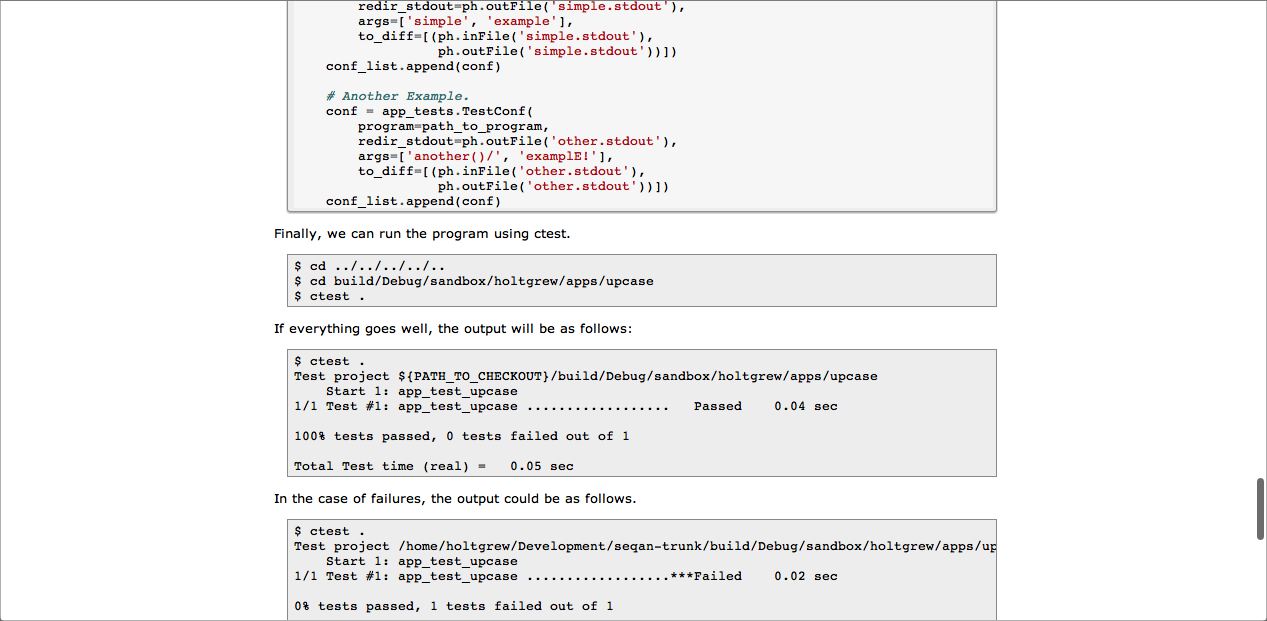 redir_stdout=ph.outFile('simple.stdout'),
args=['simple', 'example'],
to_diff=[(ph.inFile('simple.stdout'),
ph.outFile('simple.stdout'))])
conf_list.append(conf)
# Another Example.
conf = app_tests.TestConf(
program=path_to_program,
redir_stdout=ph.outFile('other.stdout'),
args=['another()/', 'examplE!'],
to_diff=[(ph.inFile('other.stdout'),
ph.outFile('other.stdout'))])
conf_list.append(conf)
Finally, we can run the program using ctest.
$ cd ../../../../..
$ cd build/Debug/sandbox/holtgrew/apps/upcase
$ ctest .
If everything goes well, the output will be as follows:
$ ctest .
Test project ${PATH_TO_CHECKOUT}/build/Debug/sandbox/holtgrew/apps/upcase
Start 1: app_test_upcase
1/1 Test #1: app_test_upcase ..................   Passed    0.04 sec
100% tests passed, 0 tests failed out of 1
Total Test time (real) =   0.05 sec
In the case of failures, the output could be as follows.
$ ctest .
Test project /home/holtgrew/Development/seqan-trunk/build/Debug/sandbox/holtgrew/apps/up
Start 1: app_test_upcase
1/1 Test #1: app_test_upcase ..................***Failed    0.02 sec
0% tests passed, 1 tests failed out of 1